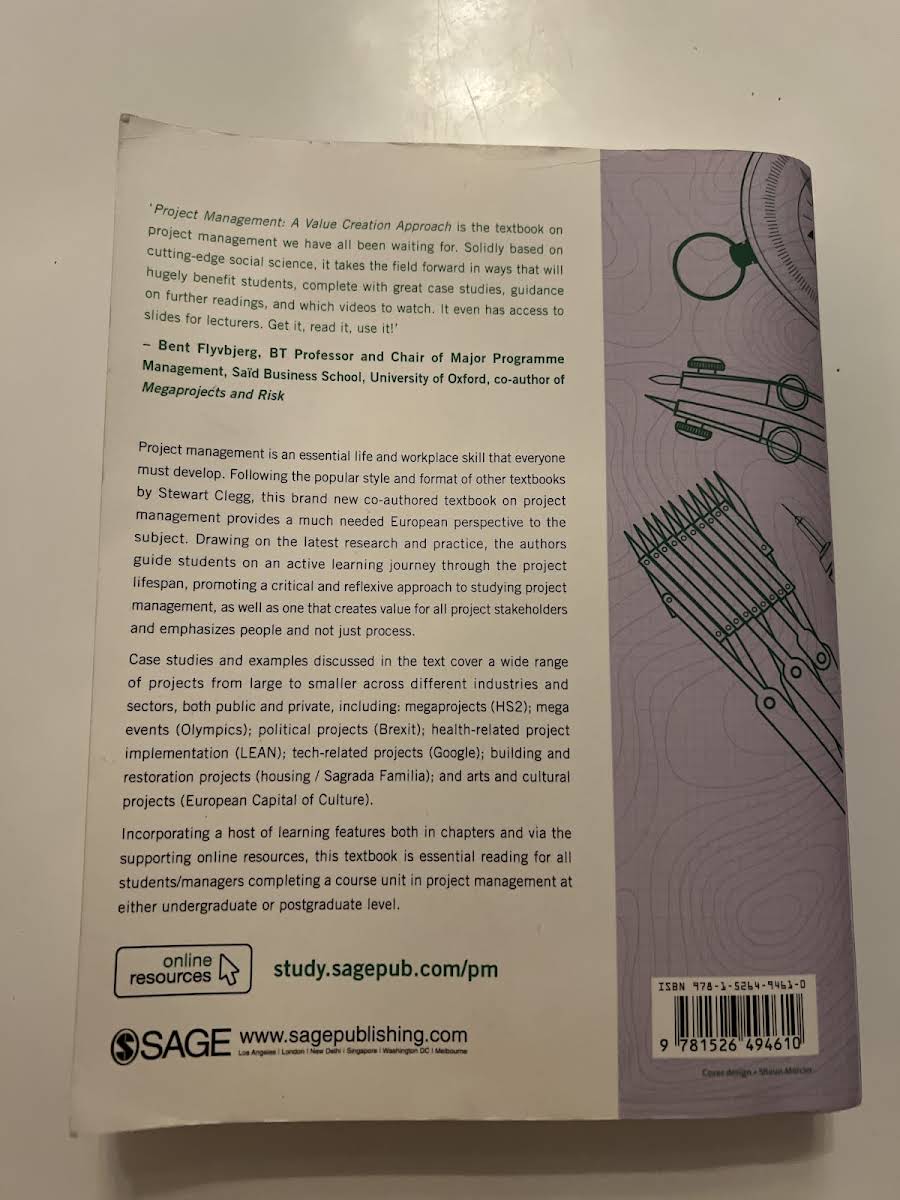 'Project Management: A Value Creation Approach is the textbook on
project management we have all been waiting for. Solidly based on
cutting-edge social science, it takes the field forward in ways that will
hugely benefit students, complete with great case studies, guidance
on further readings, and which videos to watch. It even has access to
slides for lecturers. Get it, read it, use it!'
– Bent Flyvbjerg, BT Professor and Chair of Major Programme
Management, Saïd Business School, University of Oxford, co-author of
Megaprojects and Risk
Project management is an essential life and workplace skill that everyone
must develop. Following the popular style and format of other textbooks
by Stewart Clegg, this brand new co-authored textbook on project
management provides a much needed European perspective to the
subject. Drawing on the latest research and practice, the authors
guide students on an active learning journey through the project
lifespan, promoting a critical and reflexive approach to studying project
management, as well as one that creates value for all project stakeholders
and emphasizes people and not just process.
Case studies and examples discussed in the text cover a wide range
of projects from large to smaller across different industries and
sectors, both public and private, including: megaprojects (HS2); mega
events (Olympics); political projects (Brexit); health-related project
implementation (LEAN); tech-related projects (Google); building and
restoration projects (housing / Sagrada Familia); and arts and cultural
projects (European Capital of Culture).
Incorporating a host of learning features both in chapters and via the
supporting online resources, this textbook is essential reading for all
students/managers completing a course unit in project management at
either undergraduate or postgraduate level.
online
resources
study.sagepub.com/pm
SAGE www.sagepublishing.com
Los Angeles | London | New Delhi | Singapore | Washington DC | Melbourne
ISBN 978-1-5264-9461-0
9 781526 494610
Cover design • Shaun Mercier